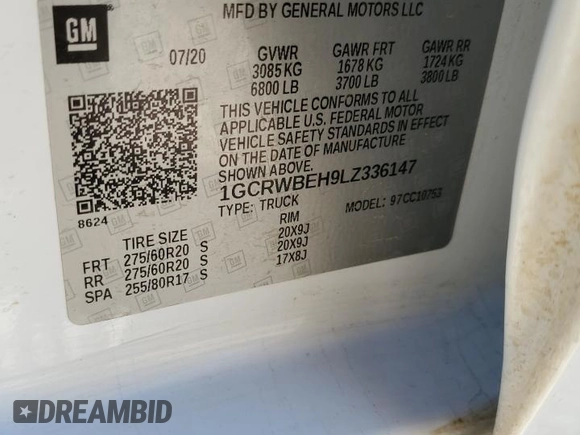 GM
MFD BY GENERAL MOTORS LLC
07/20 GVWR GAWR FRT GAWR RR
3085 KG 1678 KG 1724 KG
6800 LB 3700 LB 3800 LB
THIS VEHICLE CONFORMS TO ALL
APPLICABLE U.S. FEDERAL MOTOR
VEHICLE SAFETY STANDARDS IN EFFECT
ON THE DATE OF MANUFACTURE
SHOWN ABOVE.
1GCRWBEH9LZ336147
TYPE: TRUCK MODEL: 97CC10753
8624
TIRE SIZE RIM
FRT 275/60R20 S 20X9J
RR 275/60R20 S 20X9J
SPA 255/80R17 S 17X8J
DREAMBID